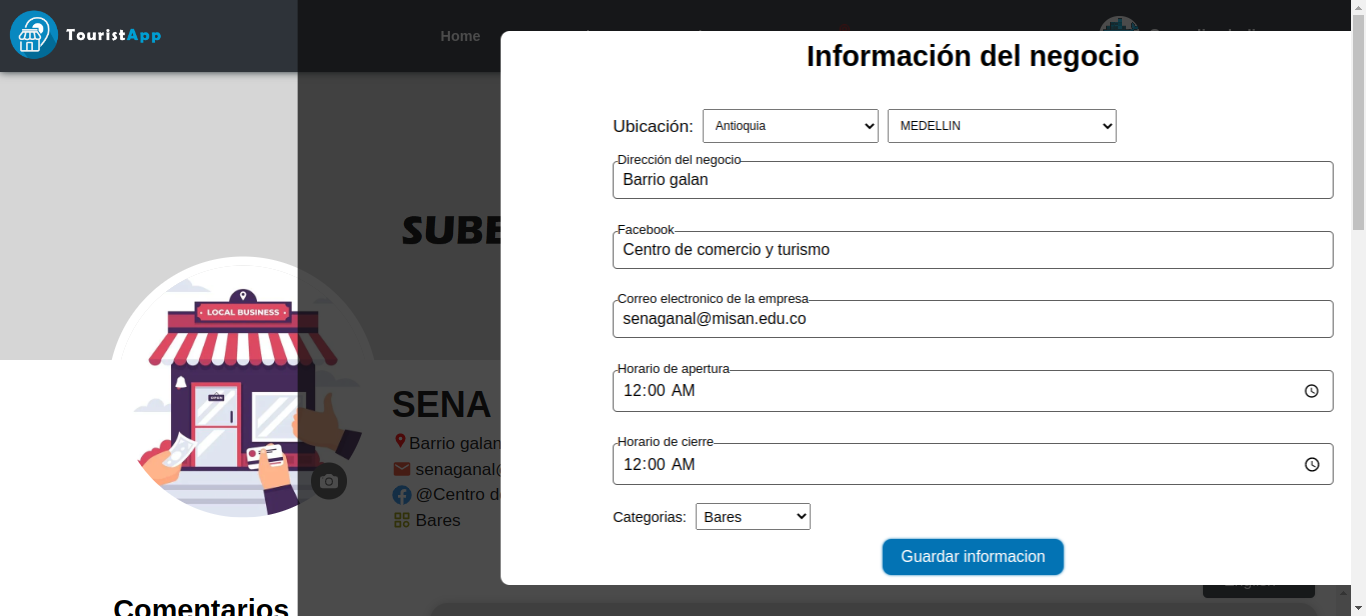 TouristApp
Home
Información del negocio
Ubicación: Antioquia MEDELLIN
Dirección del negocio
Barrio galan
Facebook
Centro de comercio y turismo
Correo electronico de la empresa
senaganal@misan.edu.co
Horario de apertura
12:00 AM
Horario de cierre
12:00 AM
Categorias: Bares
Guardar informacion
SUBE
LOCAL BUSINESS
OPEN
SENA
Barrio galan
senaganal@
@Centro de
Bares
Comentarios